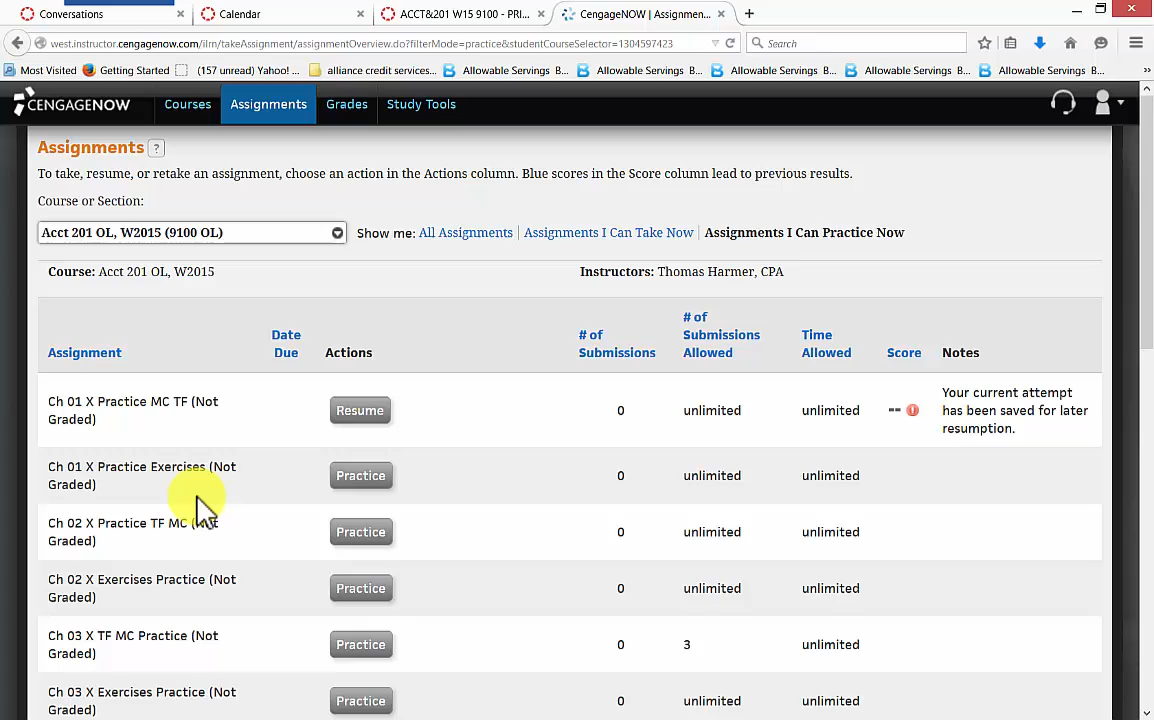 Conversations
Calendar
ACCT&201 W15 9100 - PRI...
CengageNOW | Assignmen...
west.instructor.cengagenow.com/ilrn/takeAssignment/assignmentOverview.do?filterMode=practice&studentCourseSelector=1304597423
Search
Most Visited
Getting Started
(157 unread) Yahoo! ...
alliance credit services...
Allowable Servings B...
Allowable Servings B...
Allowable Servings B...
Allowable Servings B...
Allowable Servings B...
CENGAGENOW
Courses
Assignments
Grades
Study Tools
Assignments ?
To take, resume, or retake an assignment, choose an action in the Actions column. Blue scores in the Score column lead to previous results.
Course or Section:
Acct 201 OL, W2015 (9100 OL)
Show me: All Assignments | Assignments I Can Take Now | Assignments I Can Practice Now
Course: Acct 201 OL, W2015
Instructors: Thomas Harmer, CPA
Assignment
Date
Due
Actions
# of
Submissions
# of
Submissions
Allowed
Time
Allowed
Score
Notes
Ch 01 X Practice MC TF (Not
Graded)
Resume
0
unlimited
unlimited
-- !
Your current attempt
has been saved for later
resumption.
Ch 01 X Practice Exercises (Not
Graded)
Practice
0
unlimited
unlimited
Ch 02 X Practice TF MC (Not
Graded)
Practice
0
unlimited
unlimited
Ch 02 X Exercises Practice (Not
Graded)
Practice
0
unlimited
unlimited
Ch 03 X TF MC Practice (Not
Graded)
Practice
0
3
unlimited
Ch 03 X Exercises Practice (Not
Graded)
Practice
0
unlimited
unlimited